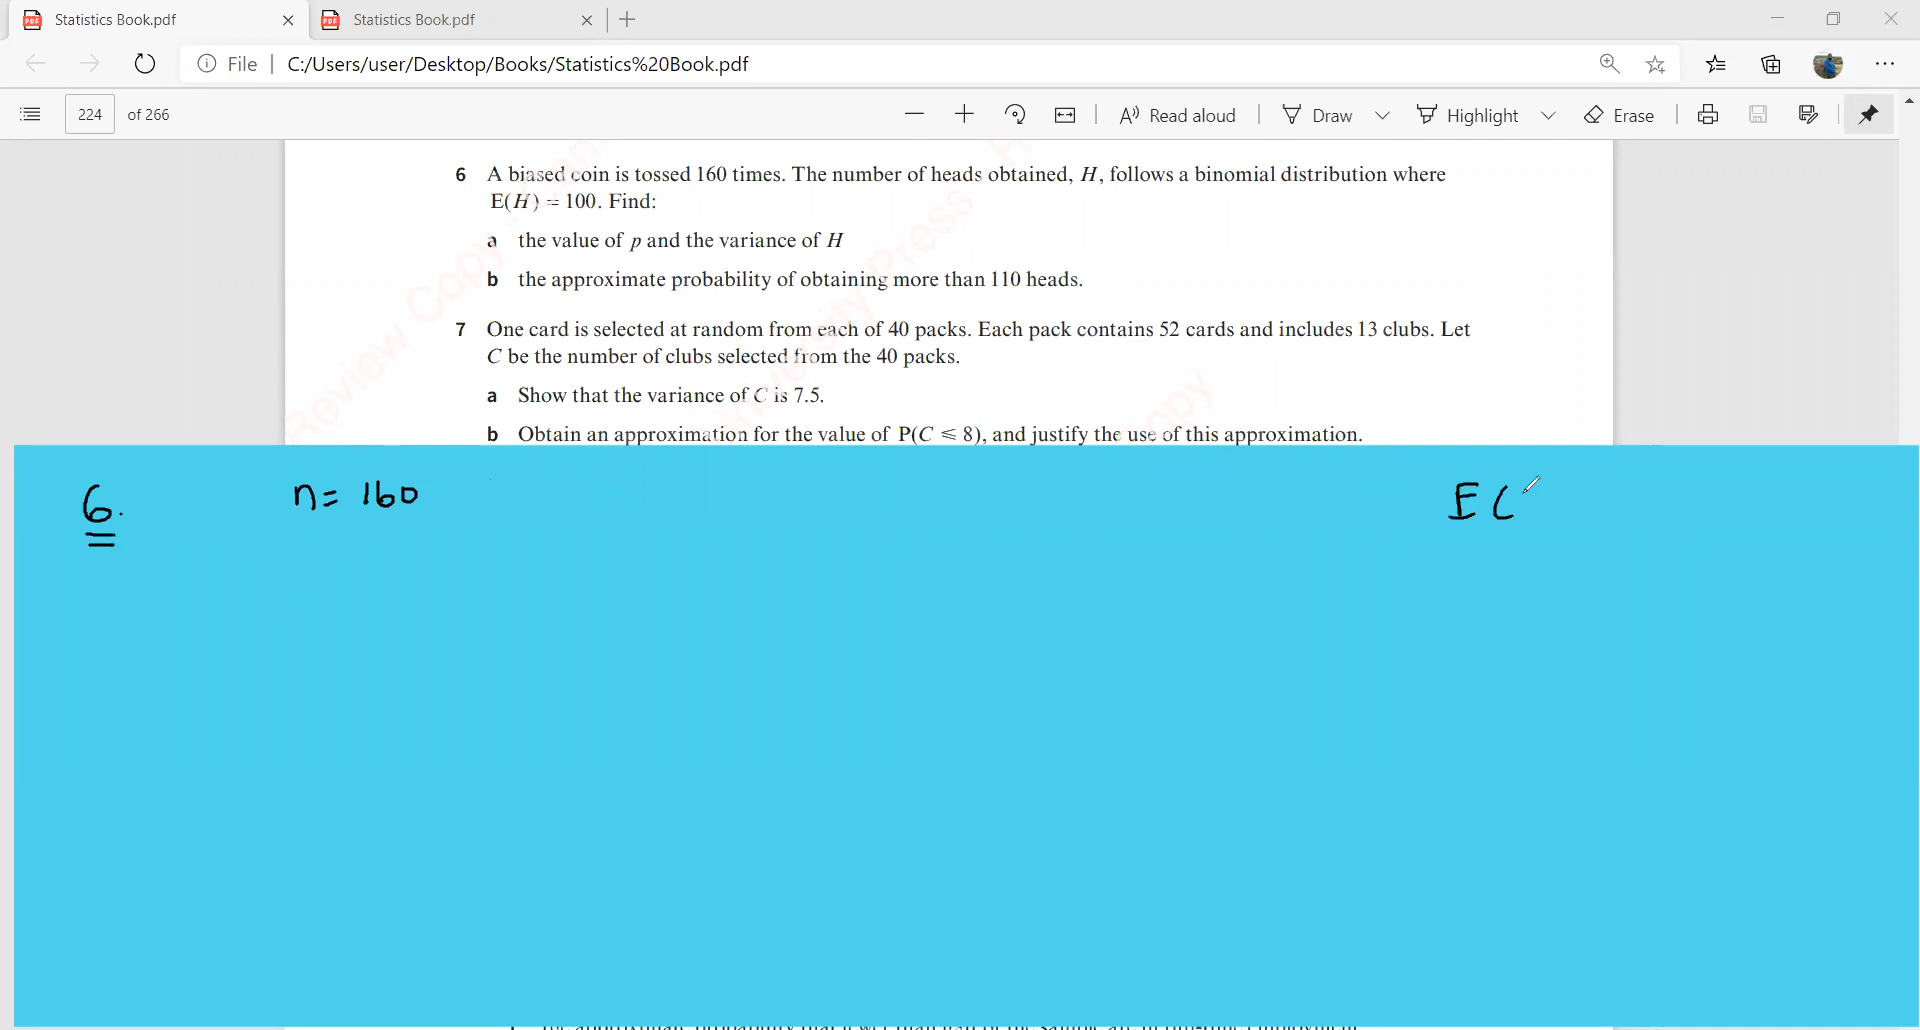 Statistics Book.pdf
Statistics Book.pdf
File
C:/Users/user/Desktop/Books/Statistics%20Book.pdf
224 of 266
Read aloud
Draw
Highlight
Erase
6 A biased coin is tossed 160 times. The number of heads obtained, H, follows a binomial distribution where
E(H) = 100. Find:
a the value of p and the variance of H
b the approximate probability of obtaining more than 110 heads.
7 One card is selected at random from each of 40 packs. Each pack contains 52 cards and includes 13 clubs. Let
C be the number of clubs selected from the 40 packs.
a Show that the variance of C is 7.5.
b Obtain an approximation for the value of P(C ⩽ 8), and justify the use of this approximation.
6.
n = 160
E (
Review Copy
Copy